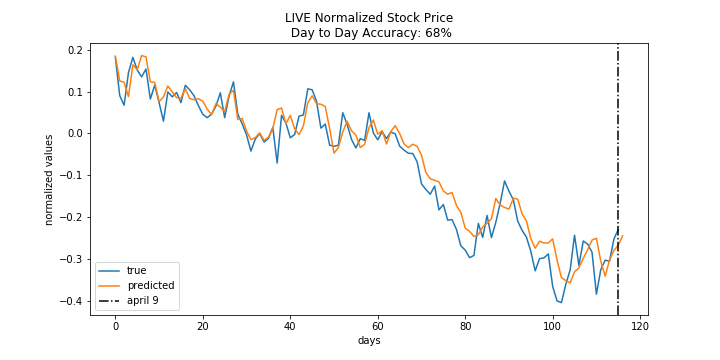 LIVE Normalized Stock Price
Day to Day Accuracy: 68%
normalized values
0.2
0.1
0.0
−0.1
−0.2
−0.3
−0.4
true
predicted
april 9
0 20 40 60 80 100 120
days